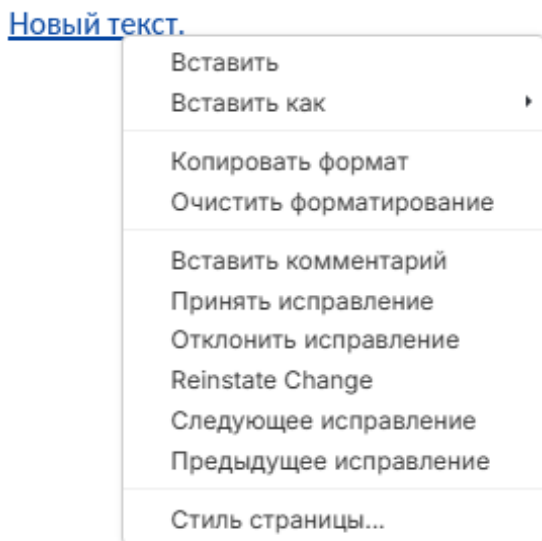 Новый текст.
Вставить
Вставить как
Копировать формат
Очистить форматирование
Вставить комментарий
Принять исправление
Отклонить исправление
Reinstate Change
Следующее исправление
Предыдущее исправление
Стиль страницы...